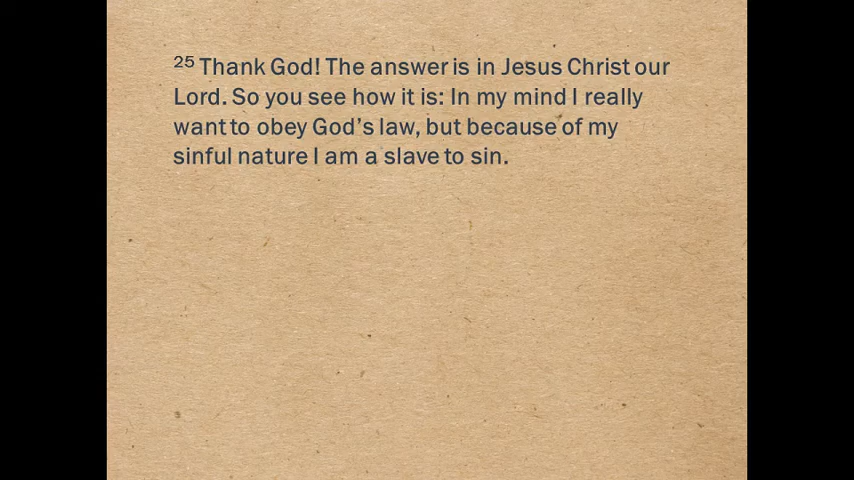 25 Thank God! The answer is in Jesus Christ our
Lord. So you see how it is: In my mind I really
want to obey God’s law, but because of my
sinful nature I am a slave to sin.